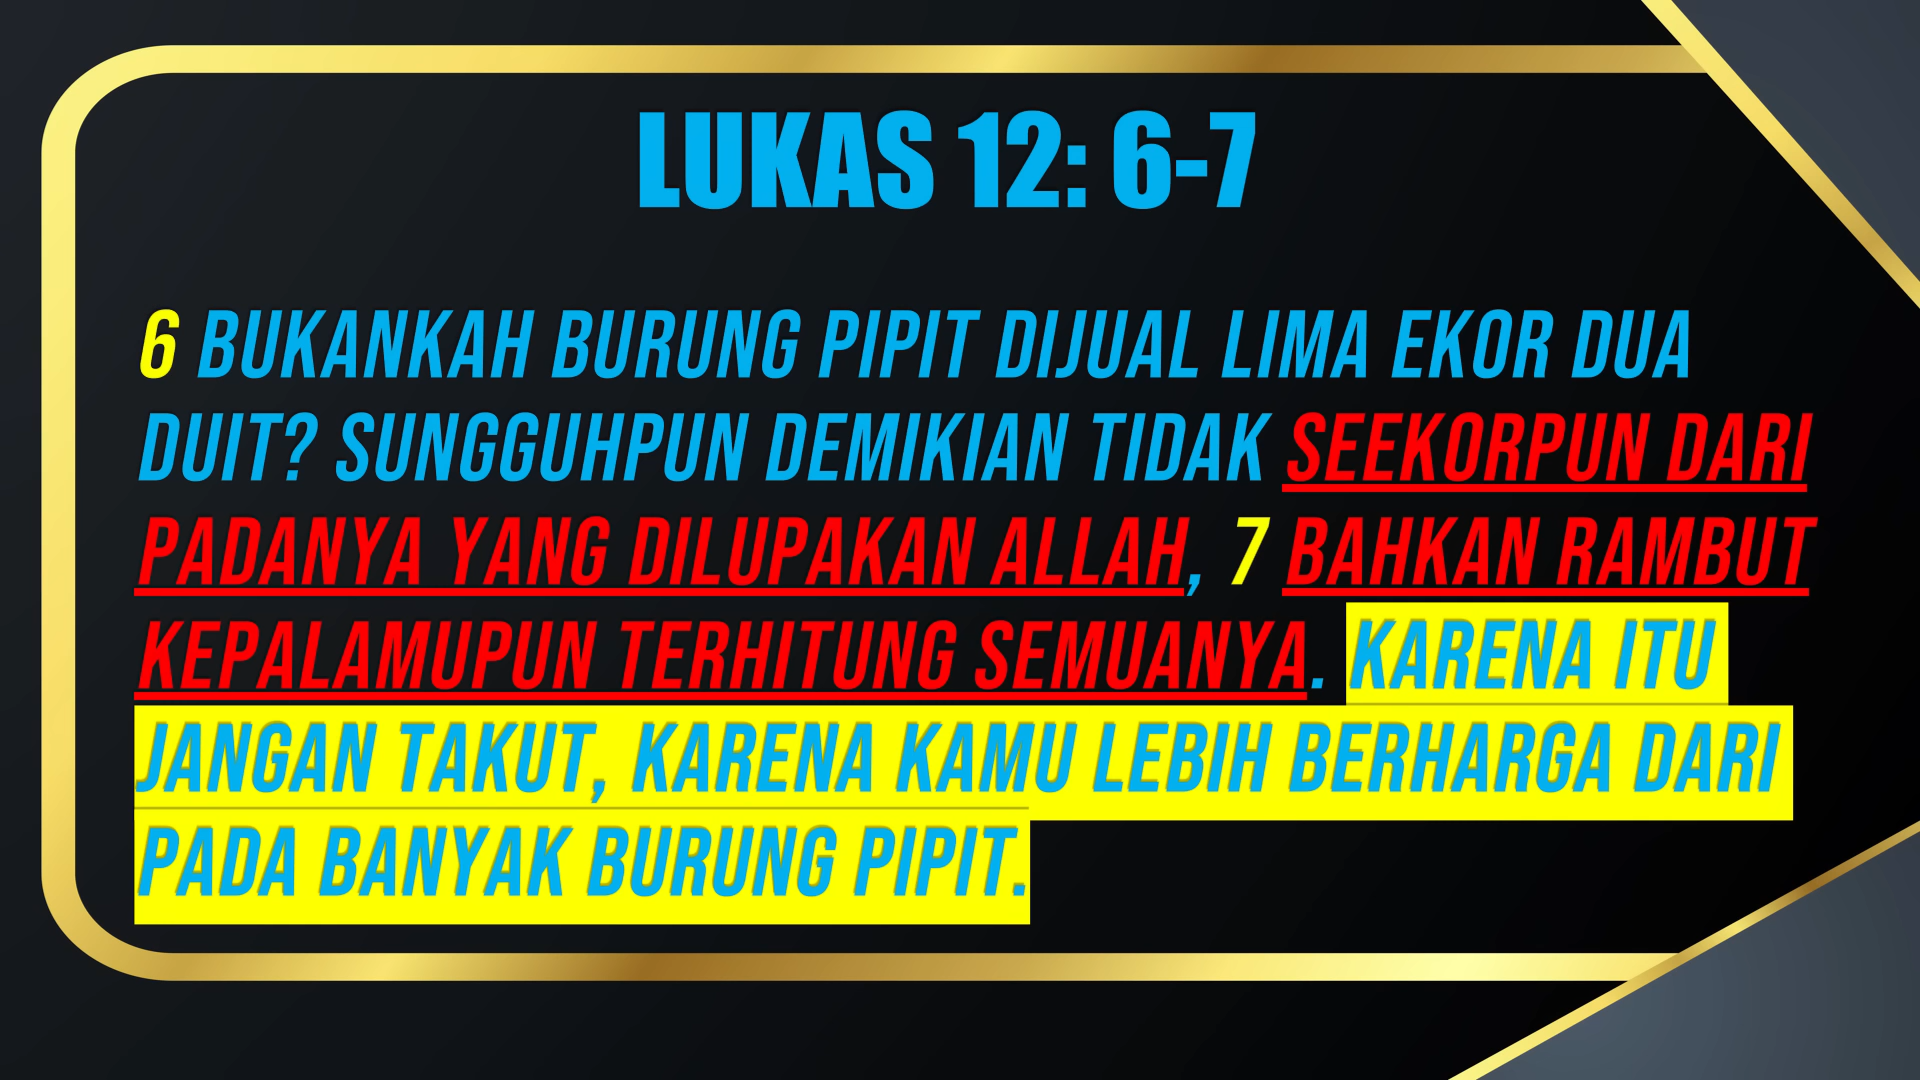 LUKAS 12: 6-7
6 BUKANKAH BURUNG PIPIT DIJUAL LIMA EKOR DUA
DUIT? SUNGGUHPUN DEMIKIAN TIDAK SEEKORPUN DARI
PADANYA YANG DILUPAKAN ALLAH, 7 BAHKAN RAMBUT
KEPALAMUPUN TERHITUNG SEMUANYA. KARENA ITU
JANGAN TAKUT, KARENA KAMU LEBIH BERHARGA DARI
PADA BANYAK BURUNG PIPIT.